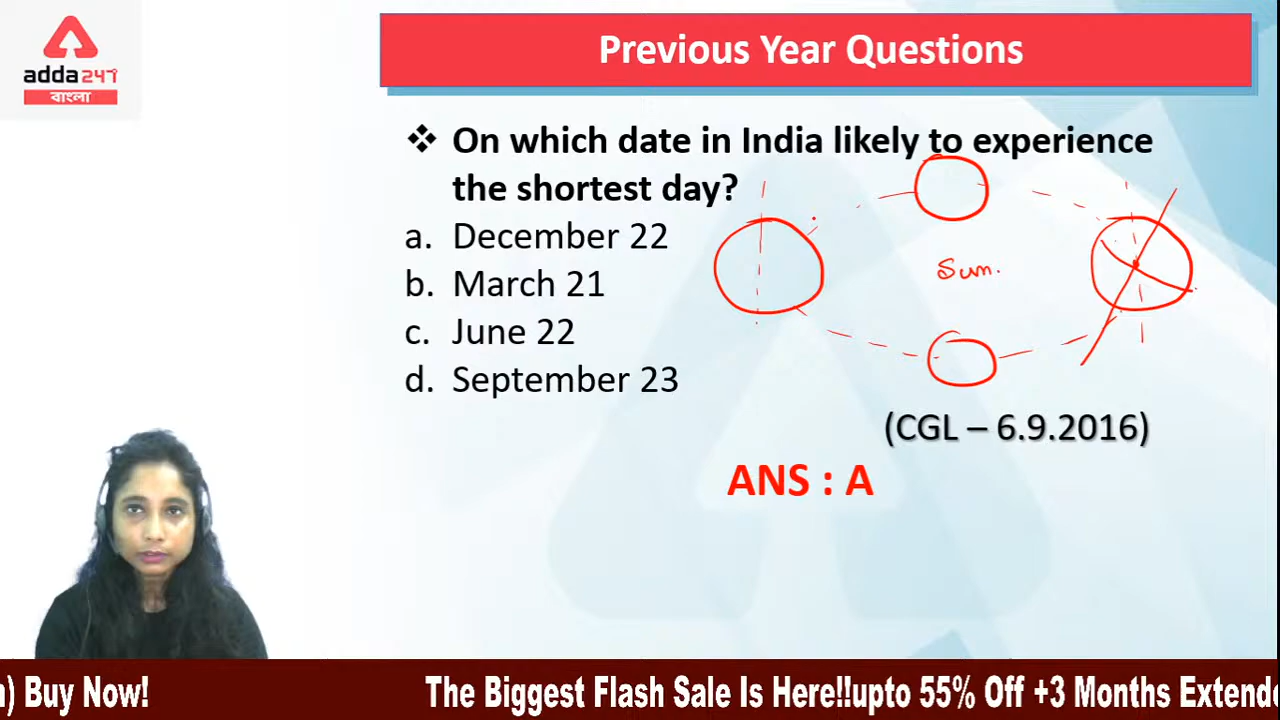 adda247
বাংলা
Previous Year Questions
❖ On which date in India likely to experience
the shortest day?
a. December 22
b. March 21
c. June 22
d. September 23
Sun.
(CGL – 6.9.2016)
ANS : A
) Buy Now!
The Biggest Flash Sale Is Here!!upto 55% Off +3 Months Extende